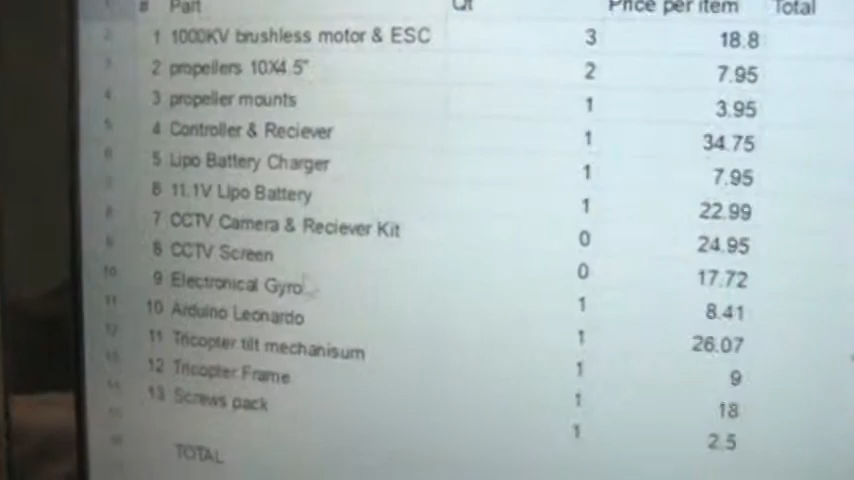 # Part Qt Price per item Total
1 1000KV brushless motor & ESC 3 18.8
2 propellers 10X4.5" 2 7.95
3 propeller mounts 1 3.95
4 Controller & Reciever 1 34.75
5 Lipo Battery Charger 1 7.95
6 11.1V Lipo Battery 1 22.99
7 CCTV Camera & Reciever Kit 0 24.95
8 CCTV Screen 0 17.72
9 Electronical Gyro 1 8.41
10 Arduino Leonardo 1 26.07
11 Tricopter tilt mechanisum 1 9
12 Tricopter Frame 1 18
13 Screws pack 1 2.5
TOTAL